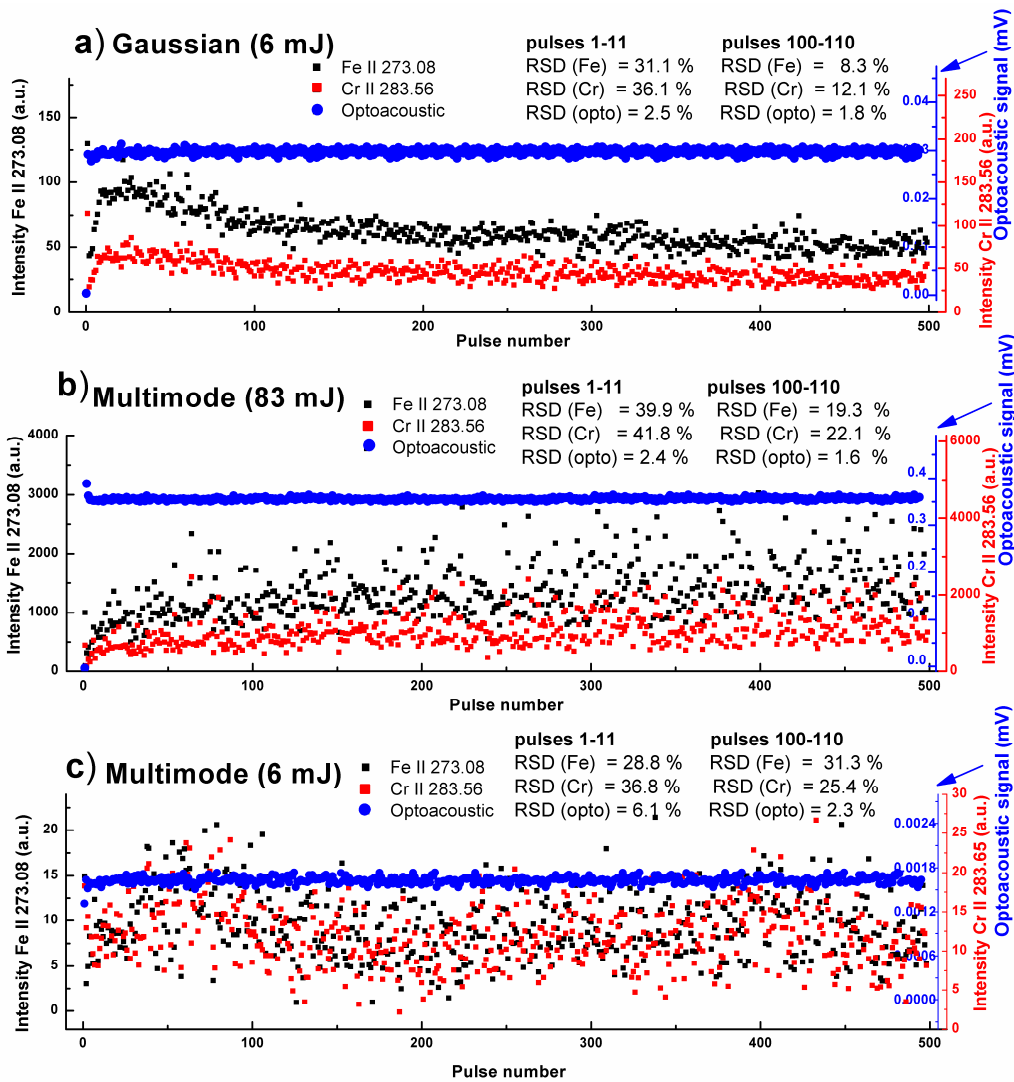 a) Gaussian (6 mJ)
Fe II 273.08
Cr II 283.56
Optoacoustic
pulses 1-11
RSD (Fe) = 31.1 %
RSD (Cr) = 36.1 %
RSD (opto) = 2.5 %
pulses 100-110
RSD (Fe) = 8.3 %
RSD (Cr) = 12.1 %
RSD (opto) = 1.8 %
Intensity Fe II 273.08 (a.u.)
150
100
50
0
0
100
200
300
400
500
Pulse number
0.04
0.02
0.00
Optoacoustic signal (mV)
250
200
150
100
50
0
Intensity Cr II 283.56 (a.u.)
b) Multimode (83 mJ)
Fe II 273.08
Cr II 283.56
Optoacoustic
pulses 1-11
RSD (Fe) = 39.9 %
RSD (Cr) = 41.8 %
RSD (opto) = 2.4 %
pulses 100-110
RSD (Fe) = 19.3 %
RSD (Cr) = 22.1 %
RSD (opto) = 1.6 %
Intensity Fe II 273.08 (a.u.)
4000
3000
2000
1000
0
0
100
200
300
400
500
Pulse number
0.4
0.3
0.2
0.0
Optoacoustic signal (mV)
6000
4000
2000
0
Intensity Cr II 283.56 (a.u.)
c) Multimode (6 mJ)
Fe II 273.08
Cr II 283.56
Optoacoustic
pulses 1-11
RSD (Fe) = 28.8 %
RSD (Cr) = 36.8 %
RSD (opto) = 6.1 %
pulses 100-110
RSD (Fe) = 31.3 %
RSD (Cr) = 25.4 %
RSD (opto) = 2.3 %
Intensity Fe II 273.08 (a.u.)
20
15
10
5
0
0
100
200
300
400
500
Pulse number
0.0024
0.0018
0.0012
0.0006
0.0000
Optoacoustic signal (mV)
30
25
20
15
10
5
0
Intensity Cr II 283.65 (a.u.)